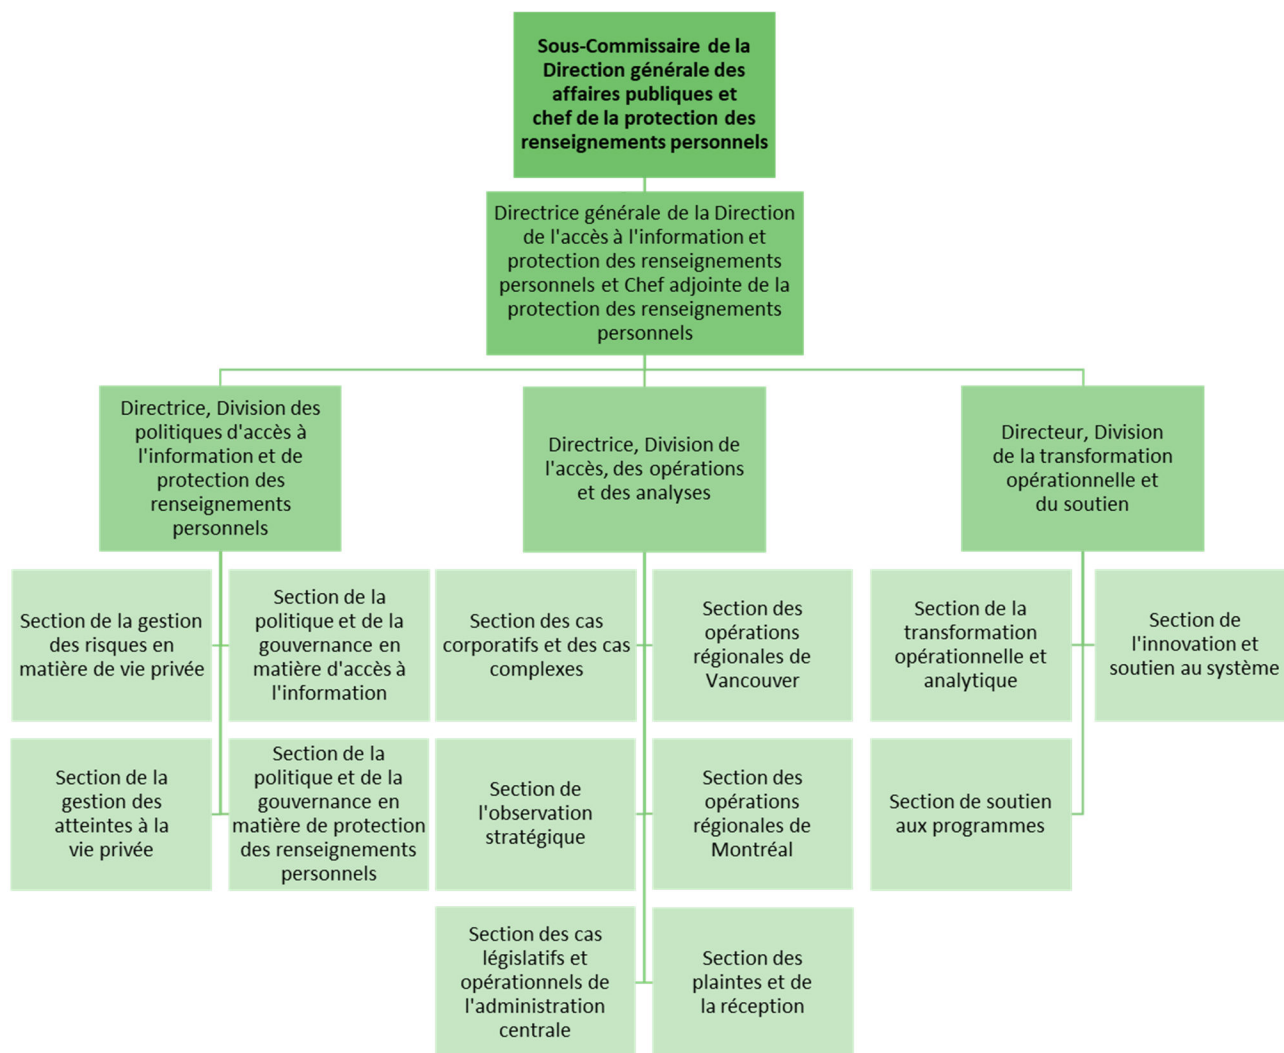 Sous-Commissaire de la
Direction générale des
affaires publiques et
chef de la protection des
renseignements personnels
Directrice générale de la Direction
de l'accès à l'information et
protection des renseignements
personnels et Chef adjointe de la
protection des renseignements
personnels
Directrice, Division des
politiques d'accès à
l'information et de
protection des
renseignements
personnels
Directrice, Division de
l'accès, des opérations
et des analyses
Directeur, Division
de la transformation
opérationnelle et
du soutien
Section de la gestion
des risques en
matière de vie privée
Section de la
politique et de la
gouvernance en
matière d'accès à
l'information
Section des cas
corporatifs et des cas
complexes
Section des
opérations
régionales de
Vancouver
Section de la
transformation
opérationnelle et
analytique
Section de
l'innovation et
soutien au système
Section de la
gestion des
atteintes à la
vie privée
Section de la
politique et de la
gouvernance en
matière de protection
des renseignements
personnels
Section de
l'observation
stratégique
Section des
opérations
régionales de
Montréal
Section de soutien
aux programmes
Section des cas
législatifs et
opérationnels de
l'administration
centrale
Section des
plaintes et de
la réception